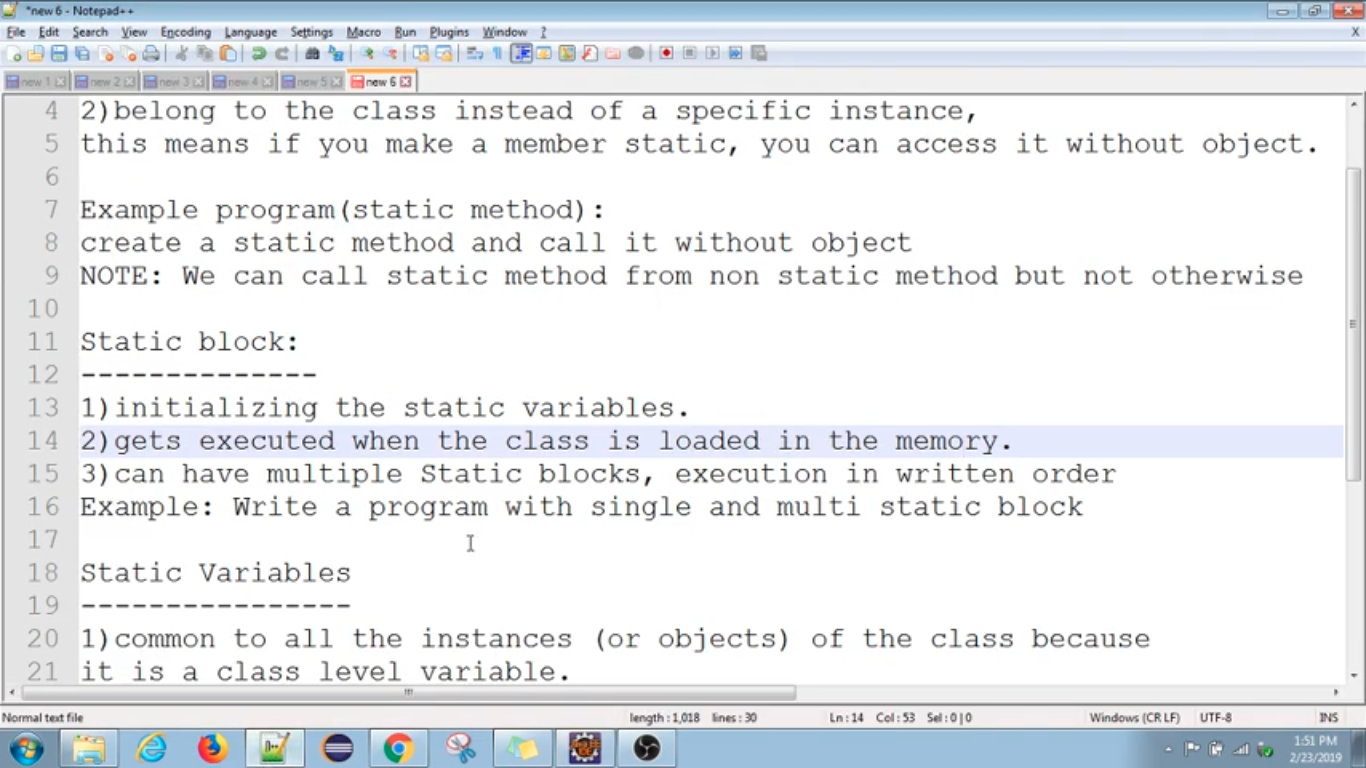 *new 6 - Notepad++
File Edit Search View Encoding Language Settings Macro Run Plugins Window ? X
new 1 new 2 new 3 new 4 new 5 new 6
4 2)belong to the class instead of a specific instance,
5 this means if you make a member static, you can access it without object.
6
7 Example program(static method):
8 create a static method and call it without object
9 NOTE: We can call static method from non static method but not otherwise
10
11 Static block:
12 --------------
13 1)initializing the static variables.
14 2)gets executed when the class is loaded in the memory.
15 3)can have multiple Static blocks, execution in written order
16 Example: Write a program with single and multi static block
17
18 Static Variables
19 ----------------
20 1)common to all the instances (or objects) of the class because
21 it is a class level variable.
Normal text file length : 1,018 lines : 30 Ln : 14 Col : 53 Sel : 0 | 0 Windows (CR LF) UTF-8 INS
1:51 PM
2/23/2019